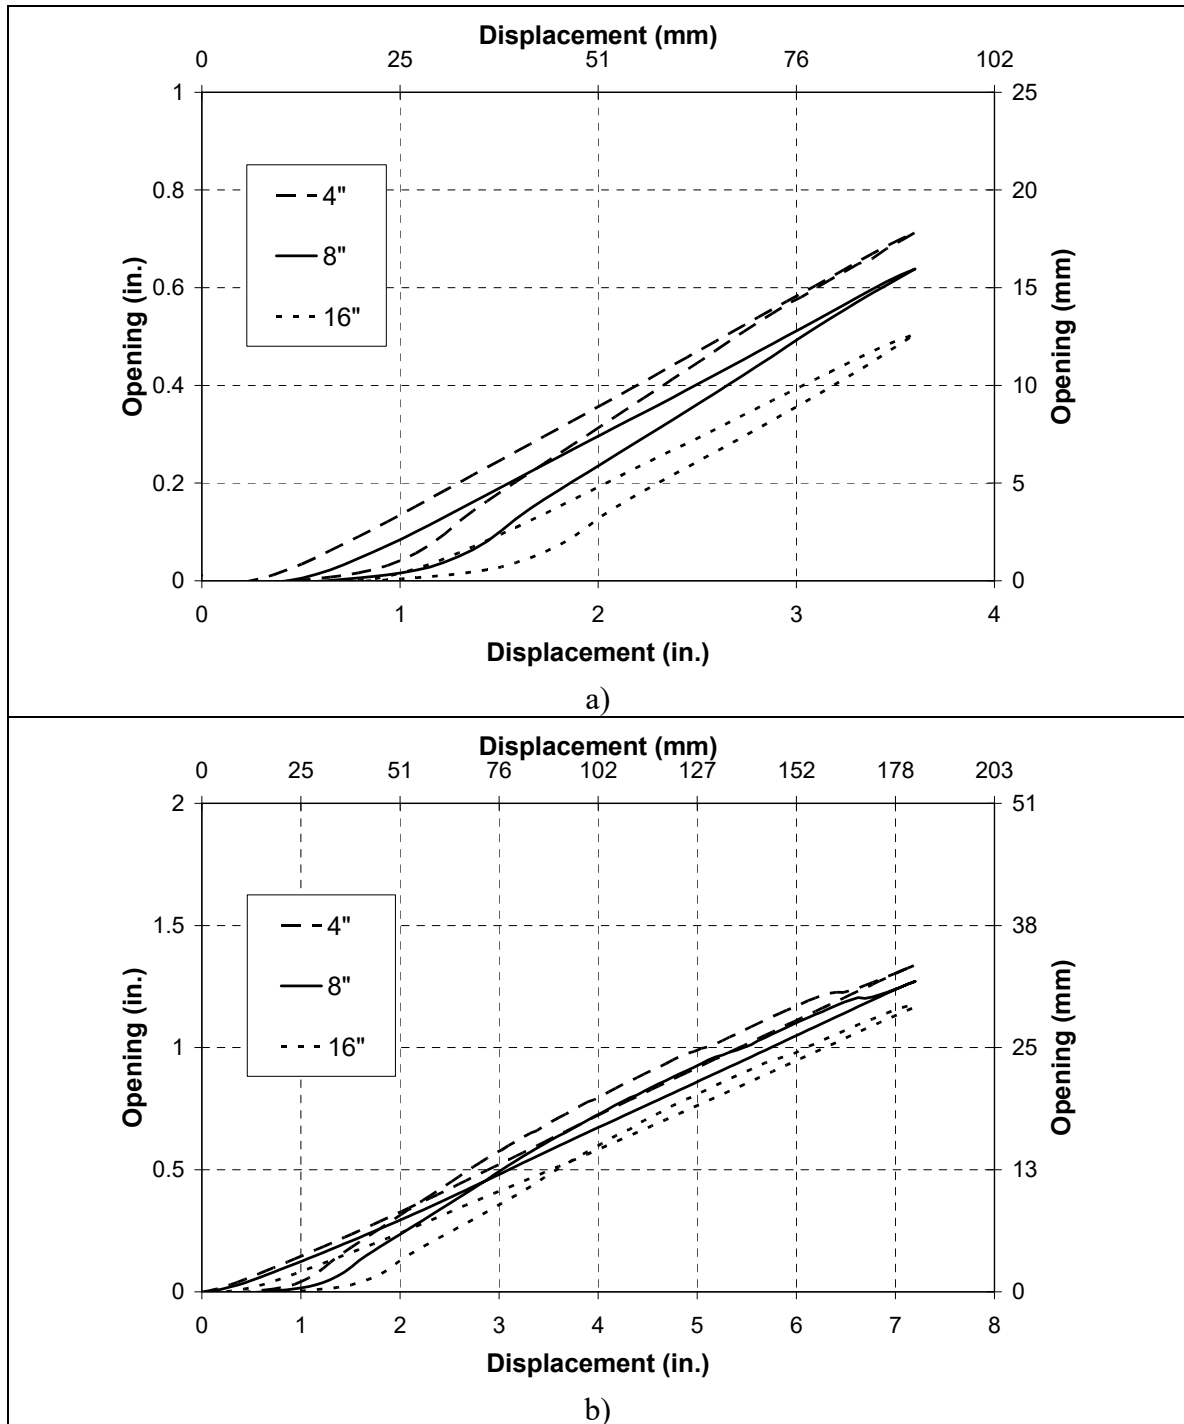 Displacement (mm)
0 25 51 76 102
1 25
0.8 20
0.6 15
0.4 10
0.2 5
0 0
4"
8"
16"
Opening (in.)
Opening (mm)
0 1 2 3 4
Displacement (in.)
a)
Displacement (mm)
0 25 51 76 102 127 152 178 203
2 51
1.5 38
1 25
0.5 13
0 0
4"
8"
16"
Opening (in.)
Opening (mm)
0 1 2 3 4 5 6 7 8
Displacement (in.)
b)